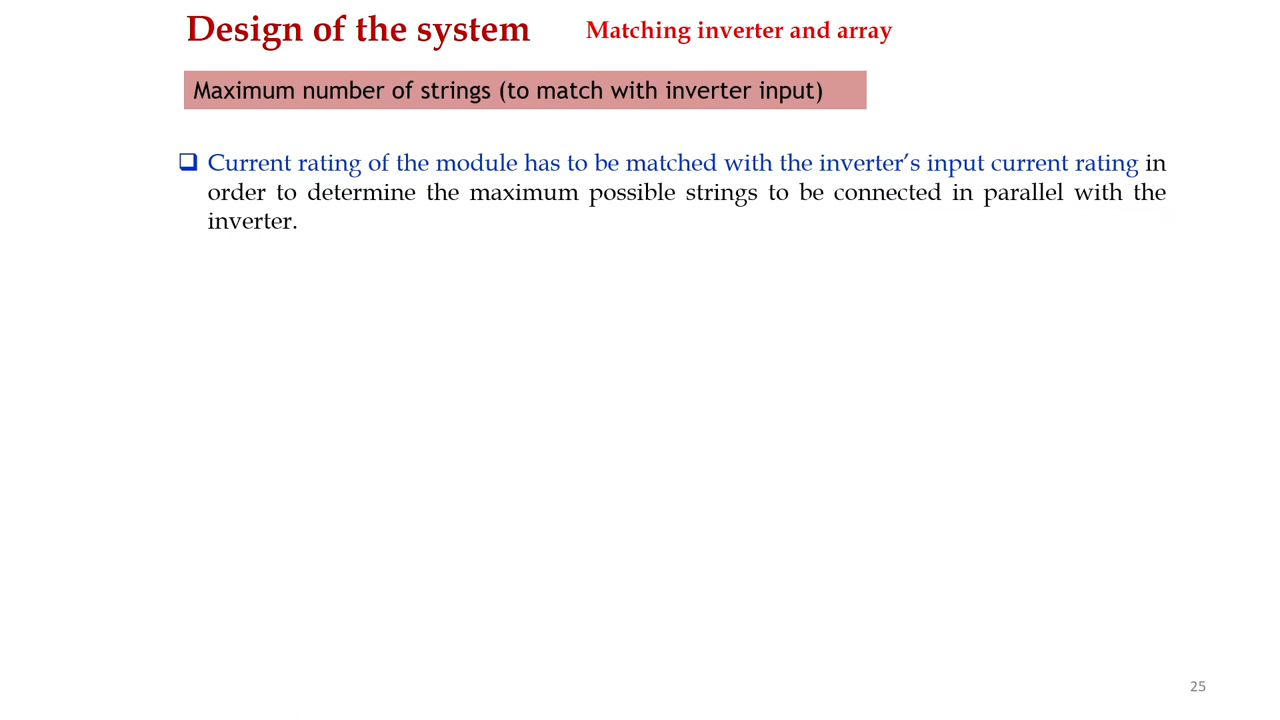 Design of the system
Matching inverter and array
Maximum number of strings (to match with inverter input)
❑ Current rating of the module has to be matched with the inverter’s input current rating in
order to determine the maximum possible strings to be connected in parallel with the
inverter.
25